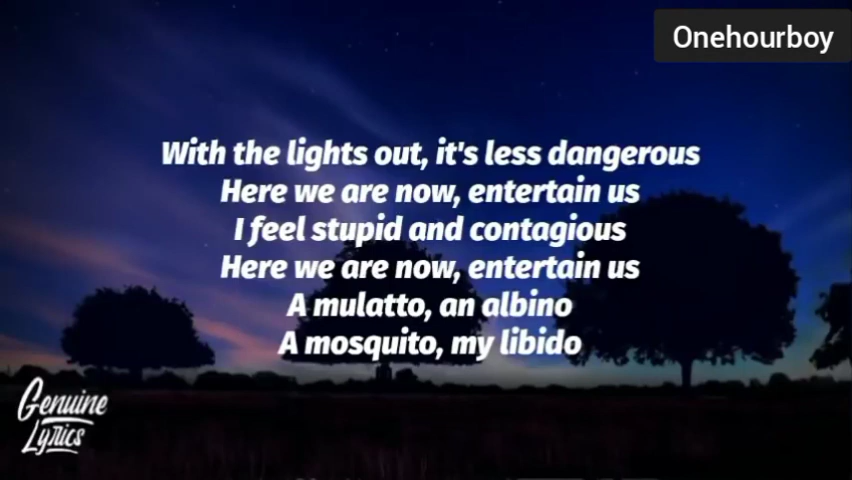 Onehourboy
With the lights out, it's less dangerous
Here we are now, entertain us
I feel stupid and contagious
Here we are now, entertain us
A mulatto, an albino
A mosquito, my libido
Genuine
Lyrics